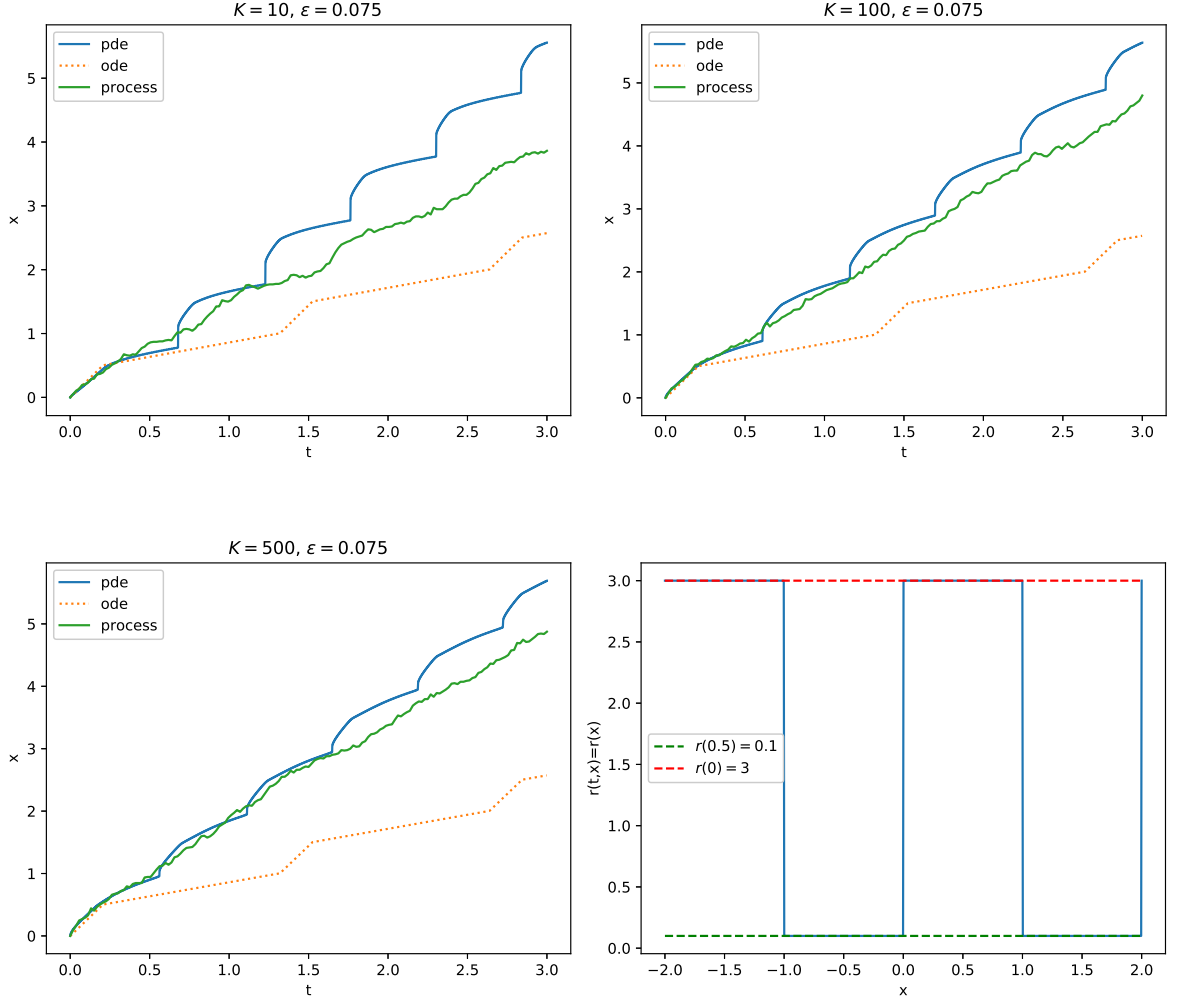 K = 10, ε = 0.075
pde
ode
process
x
5
4
3
2
1
0
0.0 0.5 1.0 1.5 2.0 2.5 3.0
t
K = 100, ε = 0.075
pde
ode
process
x
5
4
3
2
1
0
0.0 0.5 1.0 1.5 2.0 2.5 3.0
t
K = 500, ε = 0.075
pde
ode
process
x
5
4
3
2
1
0
0.0 0.5 1.0 1.5 2.0 2.5 3.0
t
r(t,x)=r(x)
3.0
2.5
2.0
1.5
1.0
0.5
0.0
r(0.5) = 0.1
r(0) = 3
−2.0 −1.5 −1.0 −0.5 0.0 0.5 1.0 1.5 2.0
x